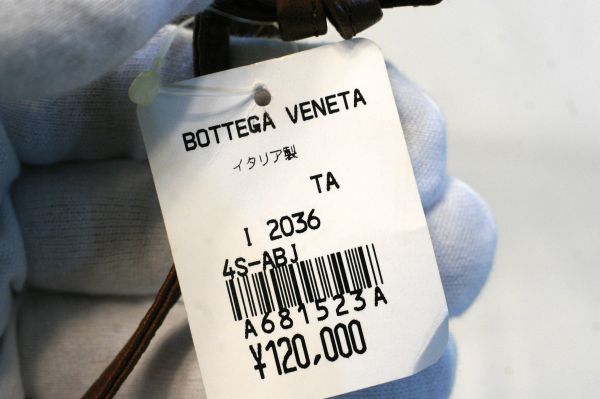 BOTTEGA VENETA
イタリア製
TA
I 2036
4S-ABJ
A681523A
¥120,000